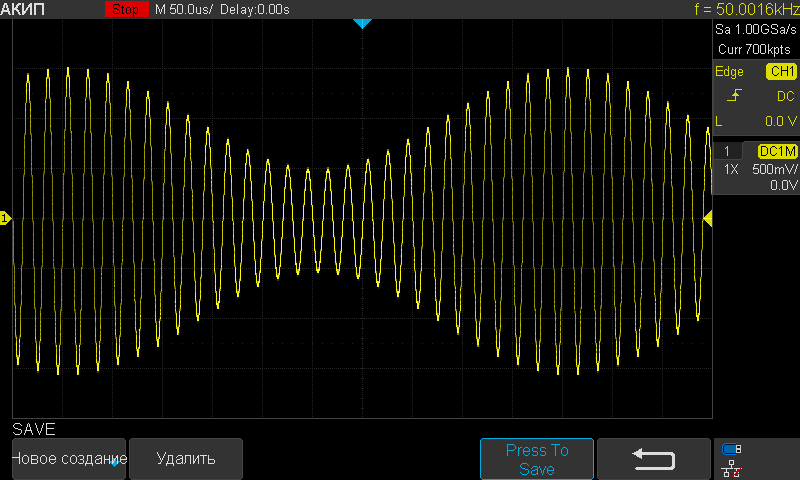 АКИП Stop M 50.0us/ Delay:0.00s f = 50.0016kHz
Sa 1.00GSa/s
Curr 700kpts
Edge CH1
DC
L 0.0 V
1 DC1M
1X 500mV/
0.0V
1
SAVE
Новое создание Удалить Press To Save